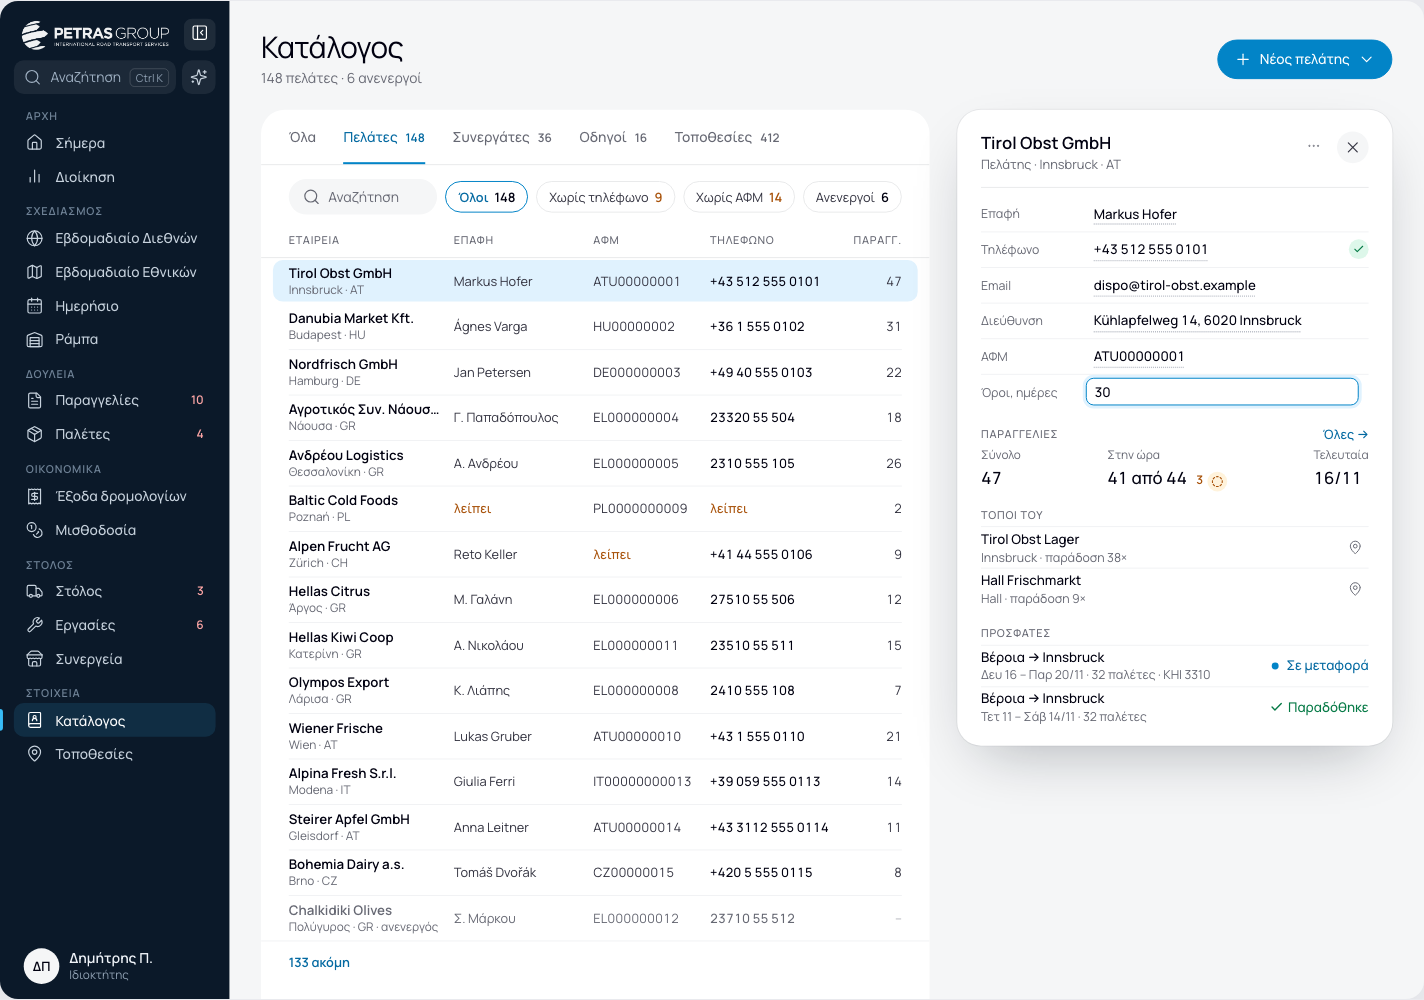 PETRAS GROUP
INTERNATIONAL ROAD TRANSPORT SERVICES
Αναζήτηση Ctrl K
ΑΡΧΗ
Σήμερα
Διοίκηση
ΣΧΕΔΙΑΣΜΟΣ
Εβδομαδιαίο Διεθνών
Εβδομαδιαίο Εθνικών
Ημερήσιο
Ράμπα
ΔΟΥΛΕΙΑ
Παραγγελίες 10
Παλέτες 4
ΟΙΚΟΝΟΜΙΚΑ
Έξοδα δρομολογίων
Μισθοδοσία
ΣΤΟΛΟΣ
Στόλος 3
Εργασίες 6
Συνεργεία
ΣΤΟΙΧΕΙΑ
Κατάλογος
Τοποθεσίες
ΔΠ
Δημήτρης Π.
Ιδιοκτήτης
Κατάλογος
148 πελάτες · 6 ανενεργοί
Νέος πελάτης
Όλα Πελάτες 148 Συνεργάτες 36 Οδηγοί 16 Τοποθεσίες 412
Αναζήτηση Όλοι 148 Χωρίς τηλέφωνο 9 Χωρίς ΑΦΜ 14 Ανενεργοί 6
ΕΤΑΙΡΕΙΑ ΕΠΑΦΗ ΑΦΜ ΤΗΛΕΦΩΝΟ ΠΑΡΑΓΓ.
Tirol Obst GmbH Markus Hofer ATU00000001 +43 512 555 0101 47
Innsbruck · AT
Danubia Market Kft. Ágnes Varga HU00000002 +36 1 555 0102 31
Budapest · HU
Nordfrisch GmbH Jan Petersen DE000000003 +49 40 555 0103 22
Hamburg · DE
Αγροτικός Συν. Νάουσ… Γ. Παπαδόπουλος EL000000004 23320 55 504 18
Νάουσα · GR
Ανδρέου Logistics Α. Ανδρέου EL000000005 2310 555 105 26
Θεσσαλονίκη · GR
Baltic Cold Foods λείπει PL0000000009 λείπει 2
Poznań · PL
Alpen Frucht AG Reto Keller λείπει +41 44 555 0106 9
Zürich · CH
Hellas Citrus Μ. Γαλάνη EL000000006 27510 55 506 12
Άργος · GR
Hellas Kiwi Coop Α. Νικολάου EL000000011 23510 55 511 15
Κατερίνη · GR
Olympos Export Κ. Λιάπης EL000000008 2410 555 108 7
Λάρισα · GR
Wiener Frische Lukas Gruber ATU00000010 +43 1 555 0110 21
Wien · AT
Alpina Fresh S.r.l. Giulia Ferri IT00000000013 +39 059 555 0113 14
Modena · IT
Steirer Apfel GmbH Anna Leitner ATU00000014 +43 3112 555 0114 11
Gleisdorf · AT
Bohemia Dairy a.s. Tomáš Dvořák CZ00000015 +420 5 555 0115 8
Brno · CZ
Chalkidiki Olives Σ. Μάρκου EL000000012 23710 55 512 –
Πολύγυρος · GR · ανενεργός
133 ακόμη
Tirol Obst GmbH
Πελάτης · Innsbruck · AT
Επαφή Markus Hofer
Τηλέφωνο +43 512 555 0101
Email dispo@tirol-obst.example
Διεύθυνση Kühlapfelweg 14, 6020 Innsbruck
ΑΦΜ ATU00000001
Όροι, ημέρες 30
ΠΑΡΑΓΓΕΛΙΕΣ Όλες →
Σύνολο Στην ώρα Τελευταία
47 41 από 44 3 16/11
ΤΟΠΟΙ ΤΟΥ
Tirol Obst Lager
Innsbruck · παράδοση 38×
Hall Frischmarkt
Hall · παράδοση 9×
ΠΡΟΣΦΑΤΕΣ
Βέροια → Innsbruck Σε μεταφορά
Δευ 16 – Παρ 20/11 · 32 παλέτες · KHI 3310
Βέροια → Innsbruck Παραδόθηκε
Τετ 11 – Σάβ 14/11 · 32 παλέτες